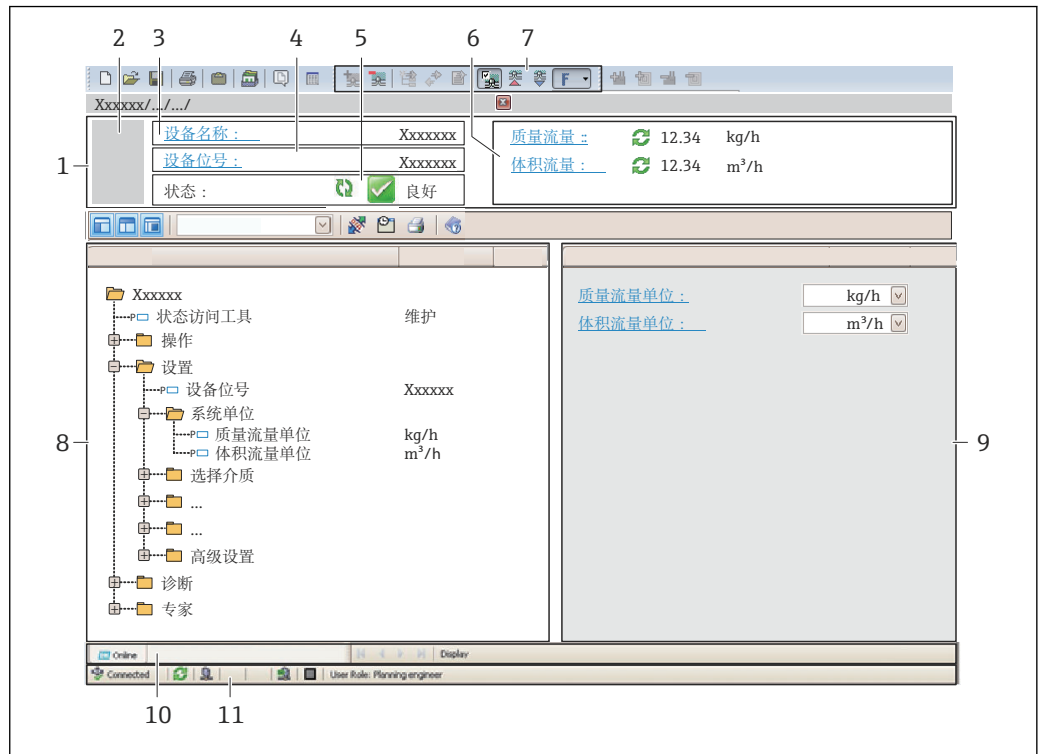 2 3 4 5 6 7
F
Xxxxxx/.../.../
1
设备名称： Xxxxxxx
设备位号： Xxxxxxx
状态： 良好
质量流量： 12.34 kg/h
体积流量： 12.34 m³/h
Xxxxxx
状态访问工具 维护
操作
设置
设备位号 Xxxxxx
系统单位
质量流量单位 kg/h
体积流量单位 m³/h
选择介质
...
...
高级设置
诊断
专家
8
质量流量单位： kg/h
体积流量单位： m³/h
9
Online Display
Connected User Role: Planning engineer
10 11